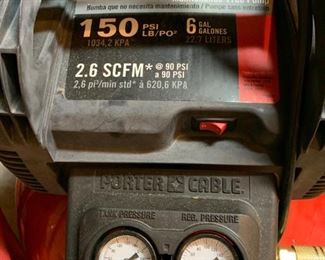 Bomba que no necesita mantenimiento / Pompe sans entretien
150 PSI LB/PO²
1034,2 KPA
6 GAL GALONES
22.7 LITERS
2.6 SCFM* @ 90 PSI a 90 PSI
2,6 pi³/min std* à 620,6 KPA
PORTER CABLE
TANK PRESSURE
REG. PRESSURE